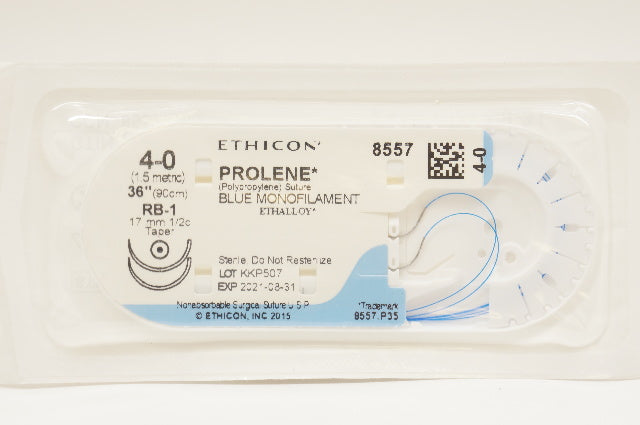 ETHICON*
8557
4-0
4-0
(1.5 metric)
36" (90cm)
RB-1
17 mm 1/2c
Taper
PROLENE*
(Polypropylene) Suture
BLUE MONOFILAMENT
ETHALLOY*
Sterile. Do Not Resterilize
LOT KKP507
EXP 2021-08-31
Nonabsorbable Surgical Suture U.S.P.
© ETHICON, INC 2015
*Trademark
8557.P35